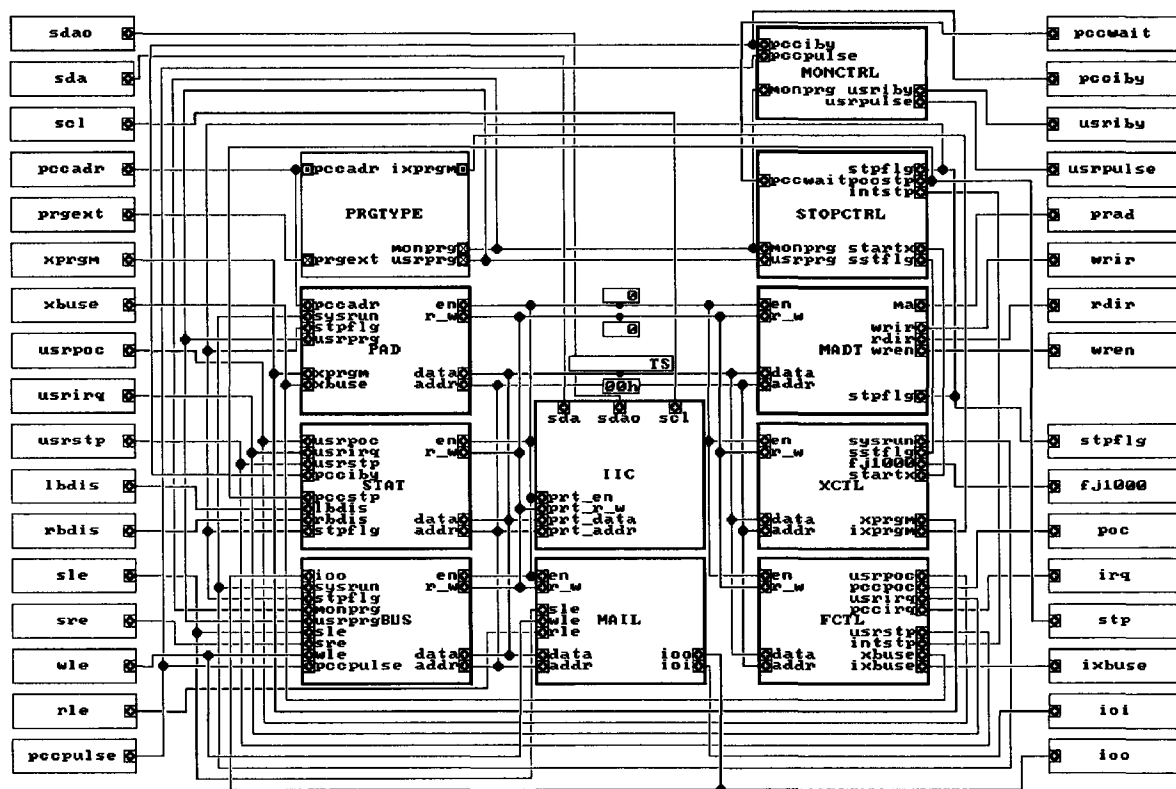 sdao
sda
scl
pccadr
prgext
xprgm
xbuse
usrpoc
usrirq
usrstp
lbdis
rbdis
sle
sre
wle
rle
pccpulse
pccadr ixprgm
PRGTYPE
monprg
prgext usrprg
pccadr en
sysrun r_w
stpflg
usrprg
PAD
xprgm data
xbuse addr
usrpoc en
usrirq r_w
usrstp
pcciby
STAT
pccstp
lbdis
rbdis data
stpflg addr
ioo en
sysrun r_w
stpflg
monprg
usrprg BUS
sle
sre
wle data
pccpulse addr
0
0
TS
00h
sda sdao scl
IIC
prt_en
prt_r_w
prt_data
prt_addr
en
r_w
sle
wle
rle
MAIL
data ioo
addr ioi
pcciby
pccpulse
MONCTRL
monprg usriby
usrpulse
stpflg
pccwait pccstp
intstp
STOPCTRL
monprg startx
usrprg sstflg
en ma
r_w
wrir
rdir
MADT wren
data
addr
stpflg
en sysrun
r_w sstflg
fj1000
startx
XCTL
data xprgm
addr ixprgm
en usrpoc
r_w pccpoc
usrirq
pccirq
FCTL
usrstp
intstp
data xbuse
addr ixbuse
pccwait
pcciby
usriby
usrpulse
prad
wrir
rdir
wren
stpflg
fj1000
poc
irq
stp
ixbuse
ioi
ioo